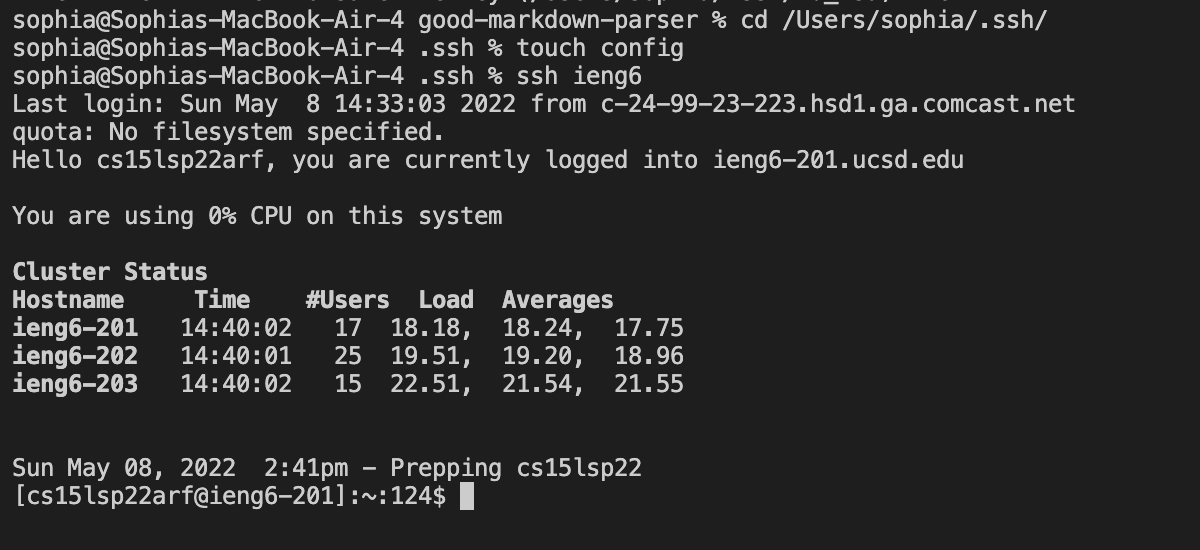 sophia@Sophias-MacBook-Air-4 good-markdown-parser % cd /Users/sophia/.ssh/
sophia@Sophias-MacBook-Air-4 .ssh % touch config
sophia@Sophias-MacBook-Air-4 .ssh % ssh ieng6
Last login: Sun May  8 14:33:03 2022 from c-24-99-23-223.hsd1.ga.comcast.net
quota: No filesystem specified.
Hello cs15lsp22arf, you are currently logged into ieng6-201.ucsd.edu
You are using 0% CPU on this system
Cluster Status
Hostname     Time    #Users  Load  Averages
ieng6-201   14:40:02   17  18.18,  18.24,  17.75
ieng6-202   14:40:01   25  19.51,  19.20,  18.96
ieng6-203   14:40:02   15  22.51,  21.54,  21.55
Sun May 08, 2022  2:41pm - Prepping cs15lsp22
[cs15lsp22arf@ieng6-201]:~:124$